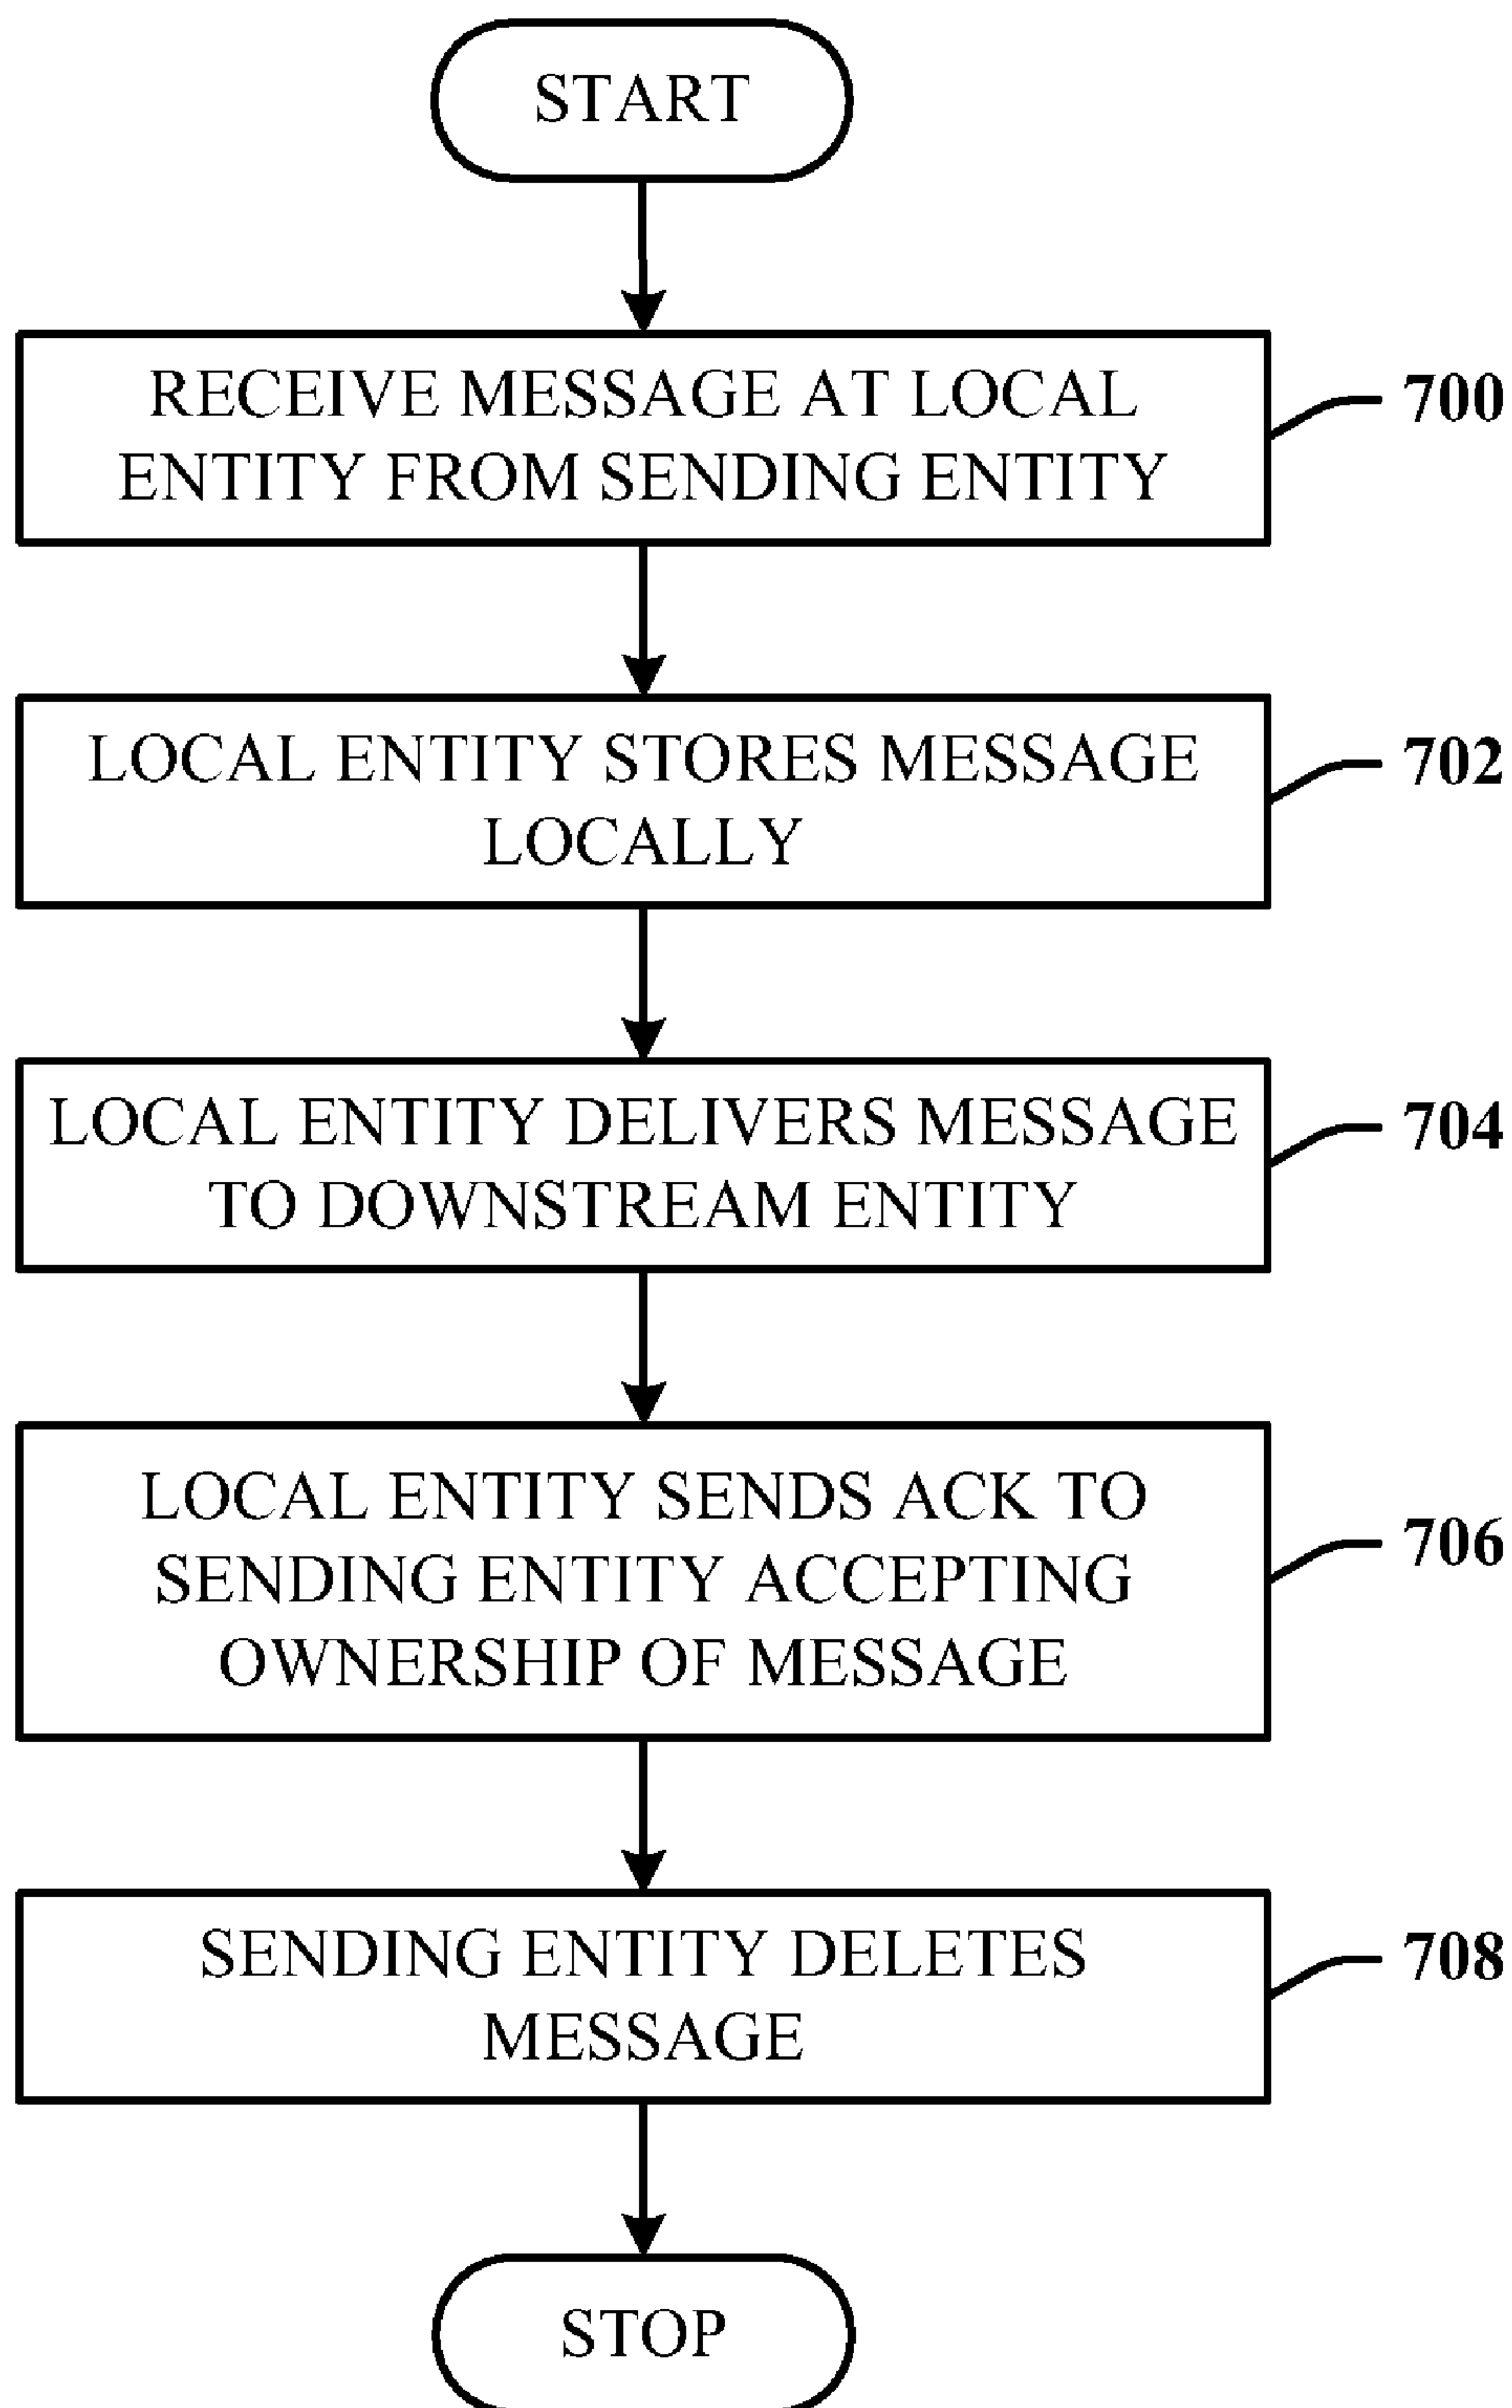 START
RECEIVE MESSAGE AT LOCAL
ENTITY FROM SENDING ENTITY
700
LOCAL ENTITY STORES MESSAGE
LOCALLY
702
LOCAL ENTITY DELIVERS MESSAGE
TO DOWNSTREAM ENTITY
704
LOCAL ENTITY SENDS ACK TO
SENDING ENTITY ACCEPTING
OWNERSHIP OF MESSAGE
706
SENDING ENTITY DELETES
MESSAGE
708
STOP